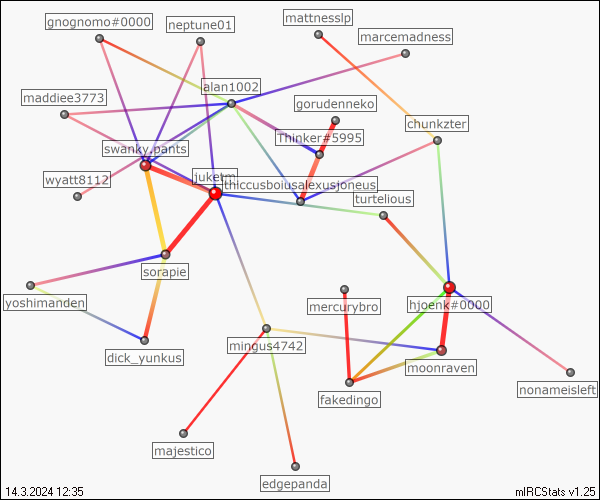 mattnesslp
gnognomo#0000
neptune01
marcemadness
alan1002
maddiee3773
gorudenneko
chunkzter
Thinker#5995
swanky.pants
juketm
wyatt8112
thiccusboiusalexusjoneus
turtelious
sorapie
yoshimanden
mercurybro
hjoenk#0000
mingus4742
dick_yunkus
moonraven
nonameisleft
fakedingo
majestico
edgepanda
14.3.2024 12:35
mIRCStats v1.25